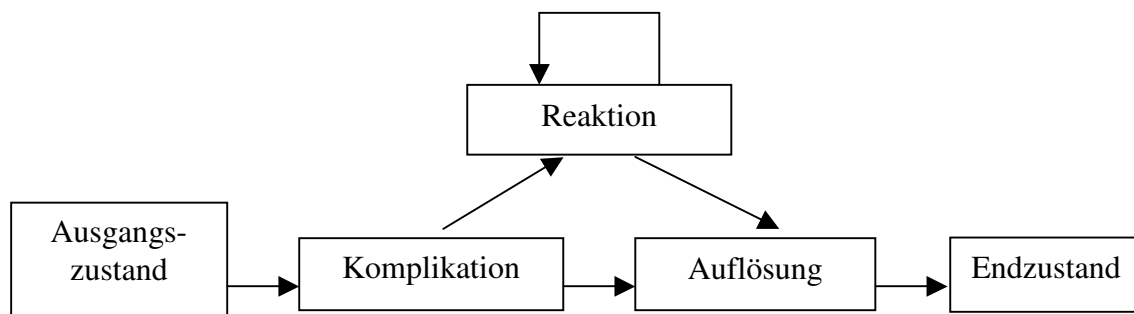 Reaktion
Ausgangs-
zustand
Komplikation
Auflösung
Endzustand